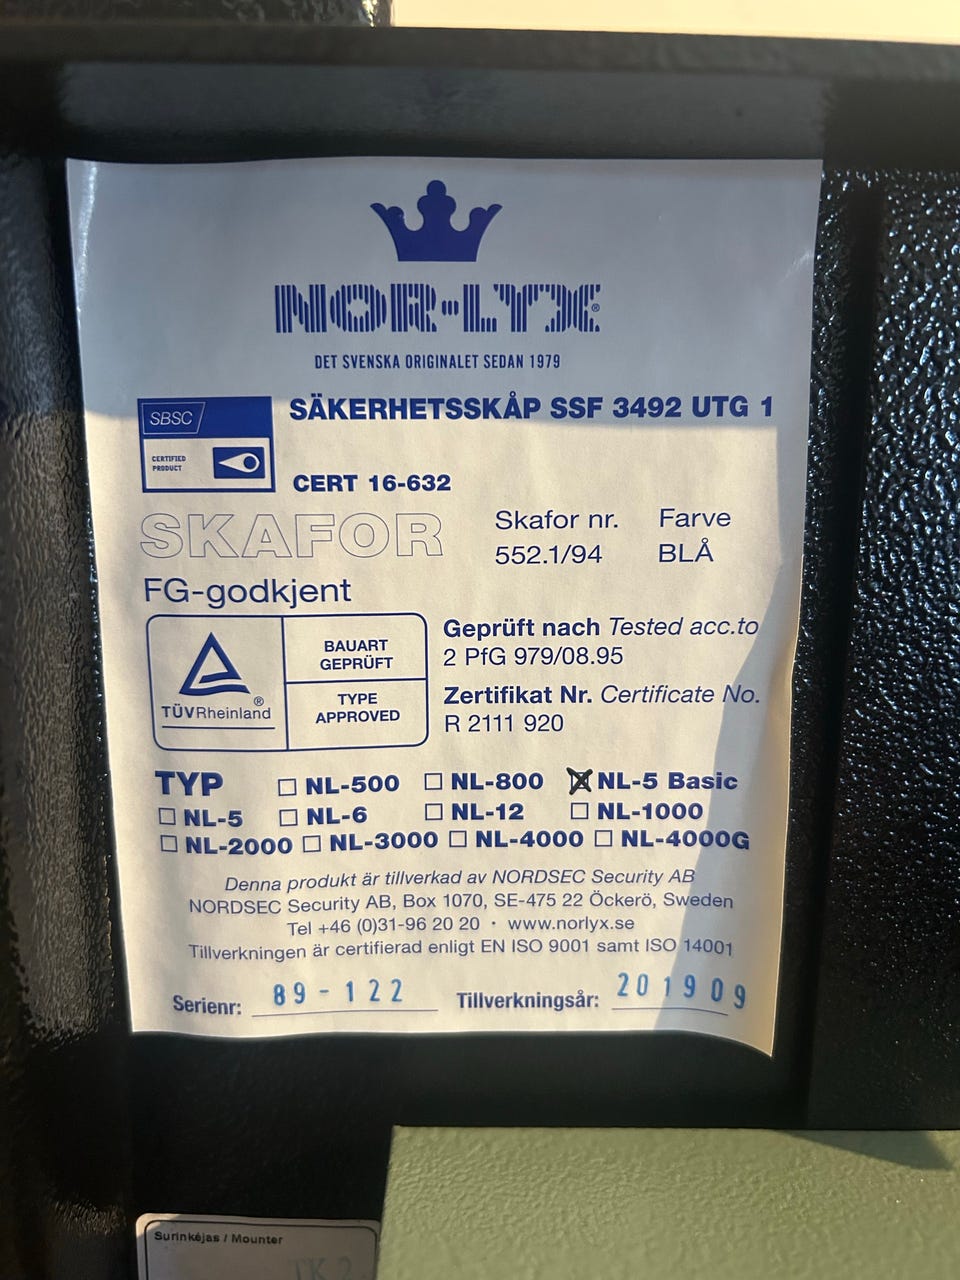 NOR-LYX®
DET SVENSKA ORIGINALET SEDAN 1979
SBSC
CERTIFIED
PRODUCT
SÄKERHETSSKÅP SSF 3492 UTG 1
CERT 16-632
SKAFOR
Skafor nr. Farve
552.1/94 BLÅ
FG-godkjent
TÜVRheinland®
BAUART
GEPRÜFT
TYPE
APPROVED
Geprüft nach Tested acc.to
2 PfG 979/08.95
Zertifikat Nr. Certificate No.
R 2111 920
TYP ☐ NL-500 ☐ NL-800 ☒ NL-5 Basic
☐ NL-5 ☐ NL-6 ☐ NL-12 ☐ NL-1000
☐ NL-2000 ☐ NL-3000 ☐ NL-4000 ☐ NL-4000G
Denna produkt är tillverkad av NORDSEC Security AB
NORDSEC Security AB, Box 1070, SE-475 22 Öckerö, Sweden
Tel +46 (0)31-96 20 20 · www.norlyx.se
Tillverkningen är certifierad enligt EN ISO 9001 samt ISO 14001
Serienr: 89-122 Tillverkningsår: 201909
Surinkėjas / Mounter